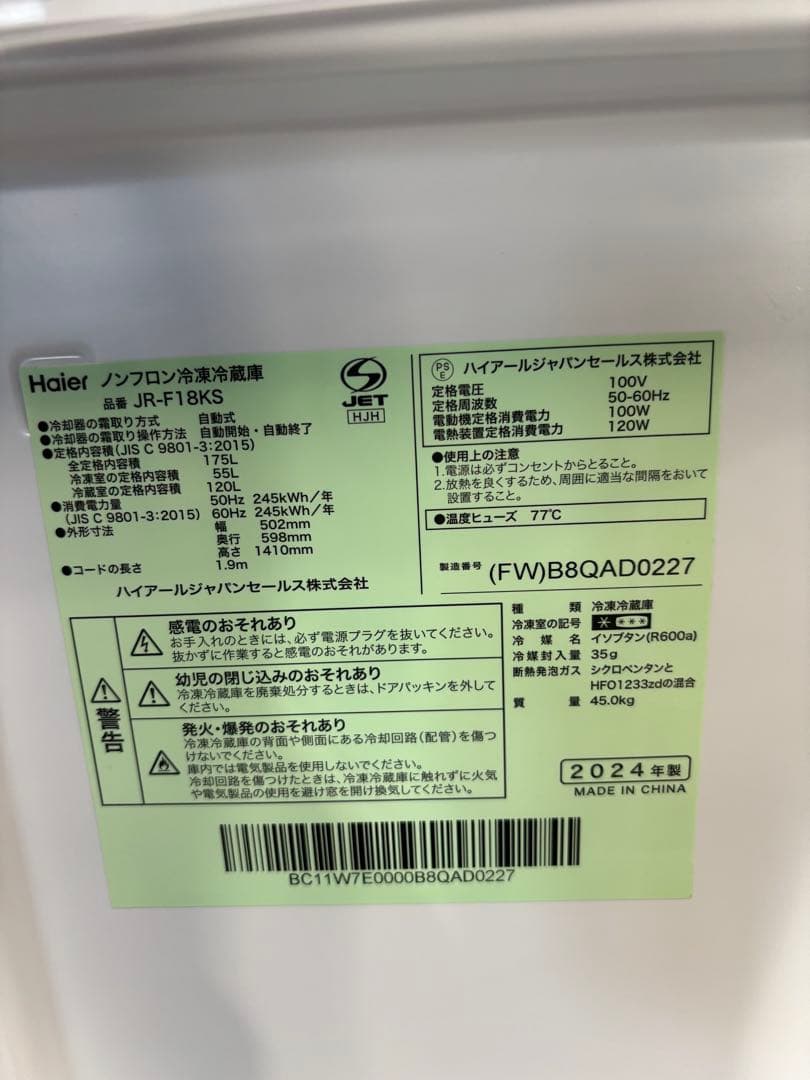 Haier ノンフロン冷凍冷蔵庫
品番 JR-F18KS
JET
HJH
●冷却器の霜取り方式 自動式
●冷却器の霜取り操作方法 自動開始・自動終了
●定格内容積(JIS C 9801-3:2015)
全定格内容積 175L
冷凍室の定格内容積 55L
冷蔵室の定格内容積 120L
●消費電力量 50Hz 245kWh/年
(JIS C 9801-3:2015) 60Hz 245kWh/年
●外形寸法 幅 502mm
奥行 598mm
高さ 1410mm
●コードの長さ 1.9m
ハイアールジャパンセールス株式会社
PS E ハイアールジャパンセールス株式会社
定格電圧 100V
定格周波数 50-60Hz
電動機定格消費電力 100W
電熱装置定格消費電力 120W
●使用上の注意
1.電源は必ずコンセントからとること。
2.放熱を良くするため、周囲に適当な間隔をおいて
設置すること。
●温度ヒューズ 77℃
製造番号 (FW)B8QAD0227
警告
感電のおそれあり
お手入れのときには、必ず電源プラグを抜いてください。
抜かずに作業すると感電のおそれがあります。
幼児の閉じ込みのおそれあり
冷凍冷蔵庫を廃棄処分するときは、ドアパッキンを外して
ください。
発火・爆発のおそれあり
冷凍冷蔵庫の背面や側面にある冷却回路(配管)を傷つ
けないでください。
庫内では電気製品を使用しないでください。
冷却回路を傷つけたときは、冷凍冷蔵庫に触れずに火気
や電気製品の使用を避け窓を開け換気してください。
種類 冷凍冷蔵庫
冷凍室の記号
冷媒名 イソブタン(R600a)
冷媒封入量 35g
断熱発泡ガス シクロペンタンと
HFO1233zdの混合
質量 45.0kg
2024年製
MADE IN CHINA
BC11W7E0000B8QAD0227